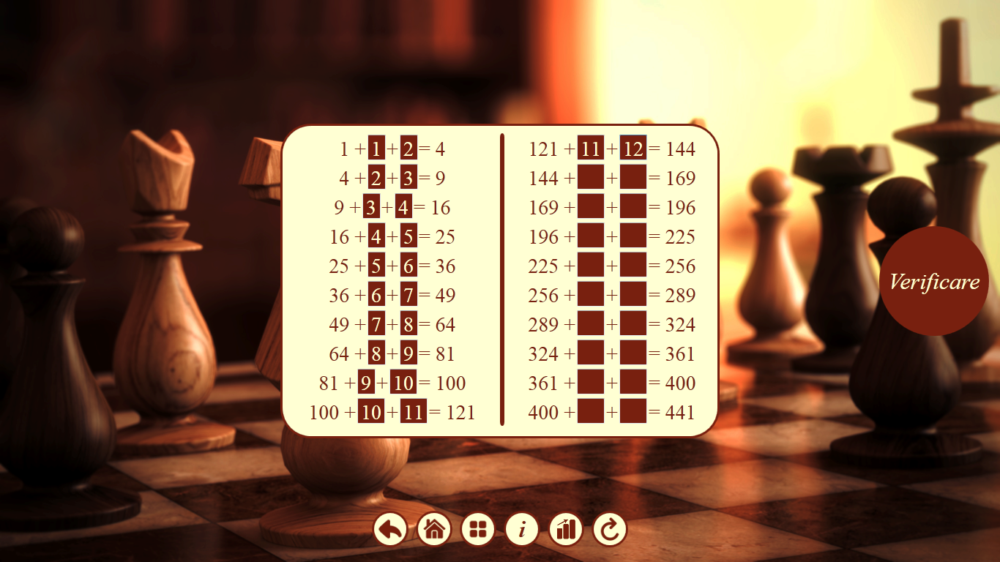 1 + 1 + 2 = 4
4 + 2 + 3 = 9
9 + 3 + 4 = 16
16 + 4 + 5 = 25
25 + 5 + 6 = 36
36 + 6 + 7 = 49
49 + 7 + 8 = 64
64 + 8 + 9 = 81
81 + 9 + 10 = 100
100 + 10 + 11 = 121
121 + 11 + 12 = 144
144 + + = 169
169 + + = 196
196 + + = 225
225 + + = 256
256 + + = 289
289 + + = 324
324 + + = 361
361 + + = 400
400 + + = 441
Verificare
i